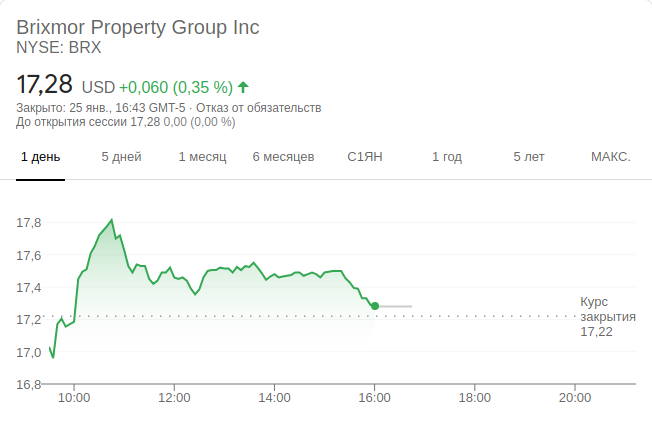 Brixmor Property Group Inc
NYSE: BRX
17,28 USD +0,060 (0,35 %)
Закрыто: 25 янв., 16:43 GMT-5 · Отказ от обязательств
До открытия сессии 17,28 0,00 (0,00 %)
1 день 5 дней 1 месяц 6 месяцев С1ЯН 1 год 5 лет МАКС.
17,8
17,6
17,4
Курс
закрытия
17,22
17,2
17,0
16,8
10:00 12:00 14:00 16:00 18:00 20:00